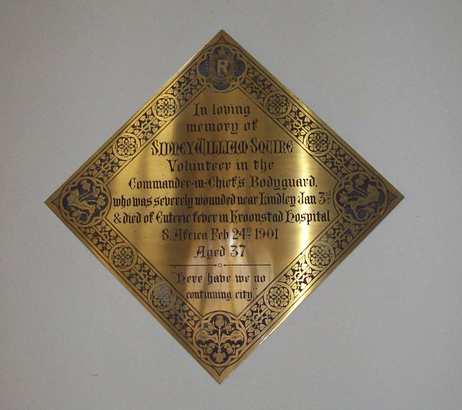 R
In loving
memory of
SIDNEY WILLIAM SQUIRE
Volunteer in the
Commander-in-Chief's Bodyguard,
who was severely wounded near Lindley Jan 3rd
& died of Enteric fever in Kroonstad Hospital
S. Africa Feb 24th 1901
Aged 37
"Here have we no
continuing city"